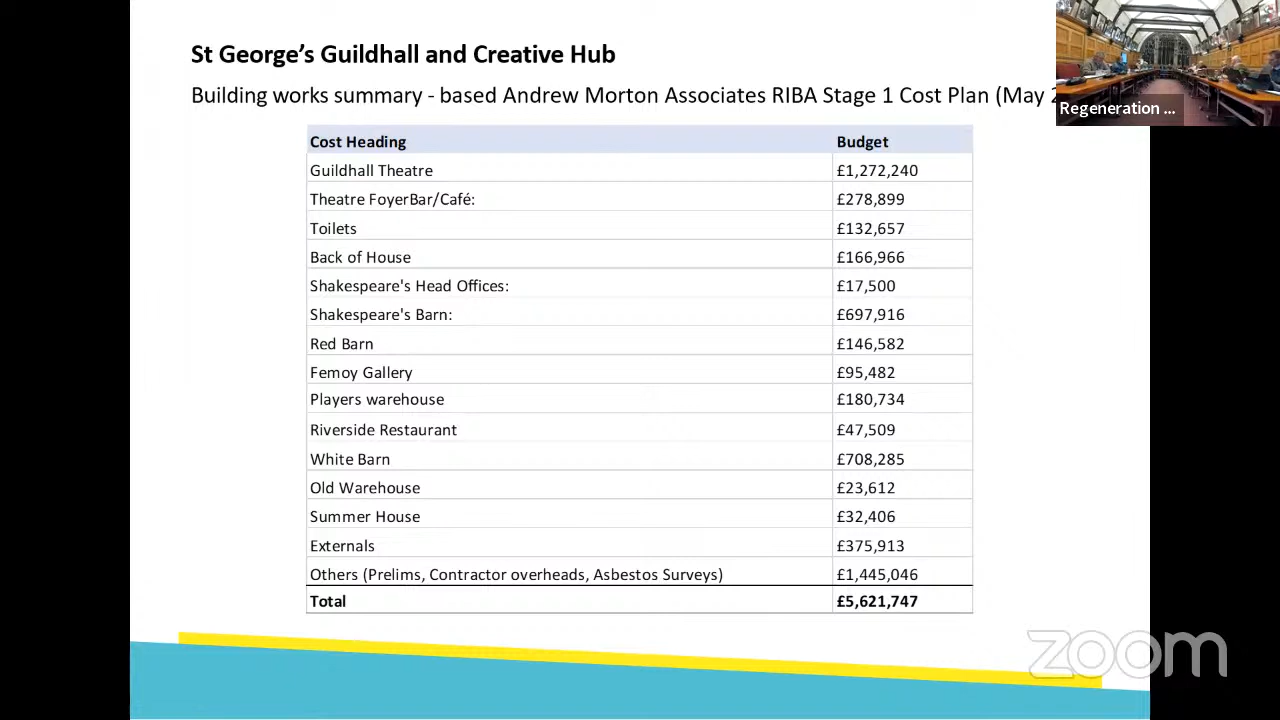 St George's Guildhall and Creative Hub
Building works summary - based Andrew Morton Associates RIBA Stage 1 Cost Plan (May
Regeneration ...
Cost Heading Budget
Guildhall Theatre £1,272,240
Theatre FoyerBar/Café: £278,899
Toilets £132,657
Back of House £166,966
Shakespeare's Head Offices: £17,500
Shakespeare's Barn: £697,916
Red Barn £146,582
Femoy Gallery £95,482
Players warehouse £180,734
Riverside Restaurant £47,509
White Barn £708,285
Old Warehouse £23,612
Summer House £32,406
Externals £375,913
Others (Prelims, Contractor overheads, Asbestos Surveys) £1,445,046
Total £5,621,747
zoom